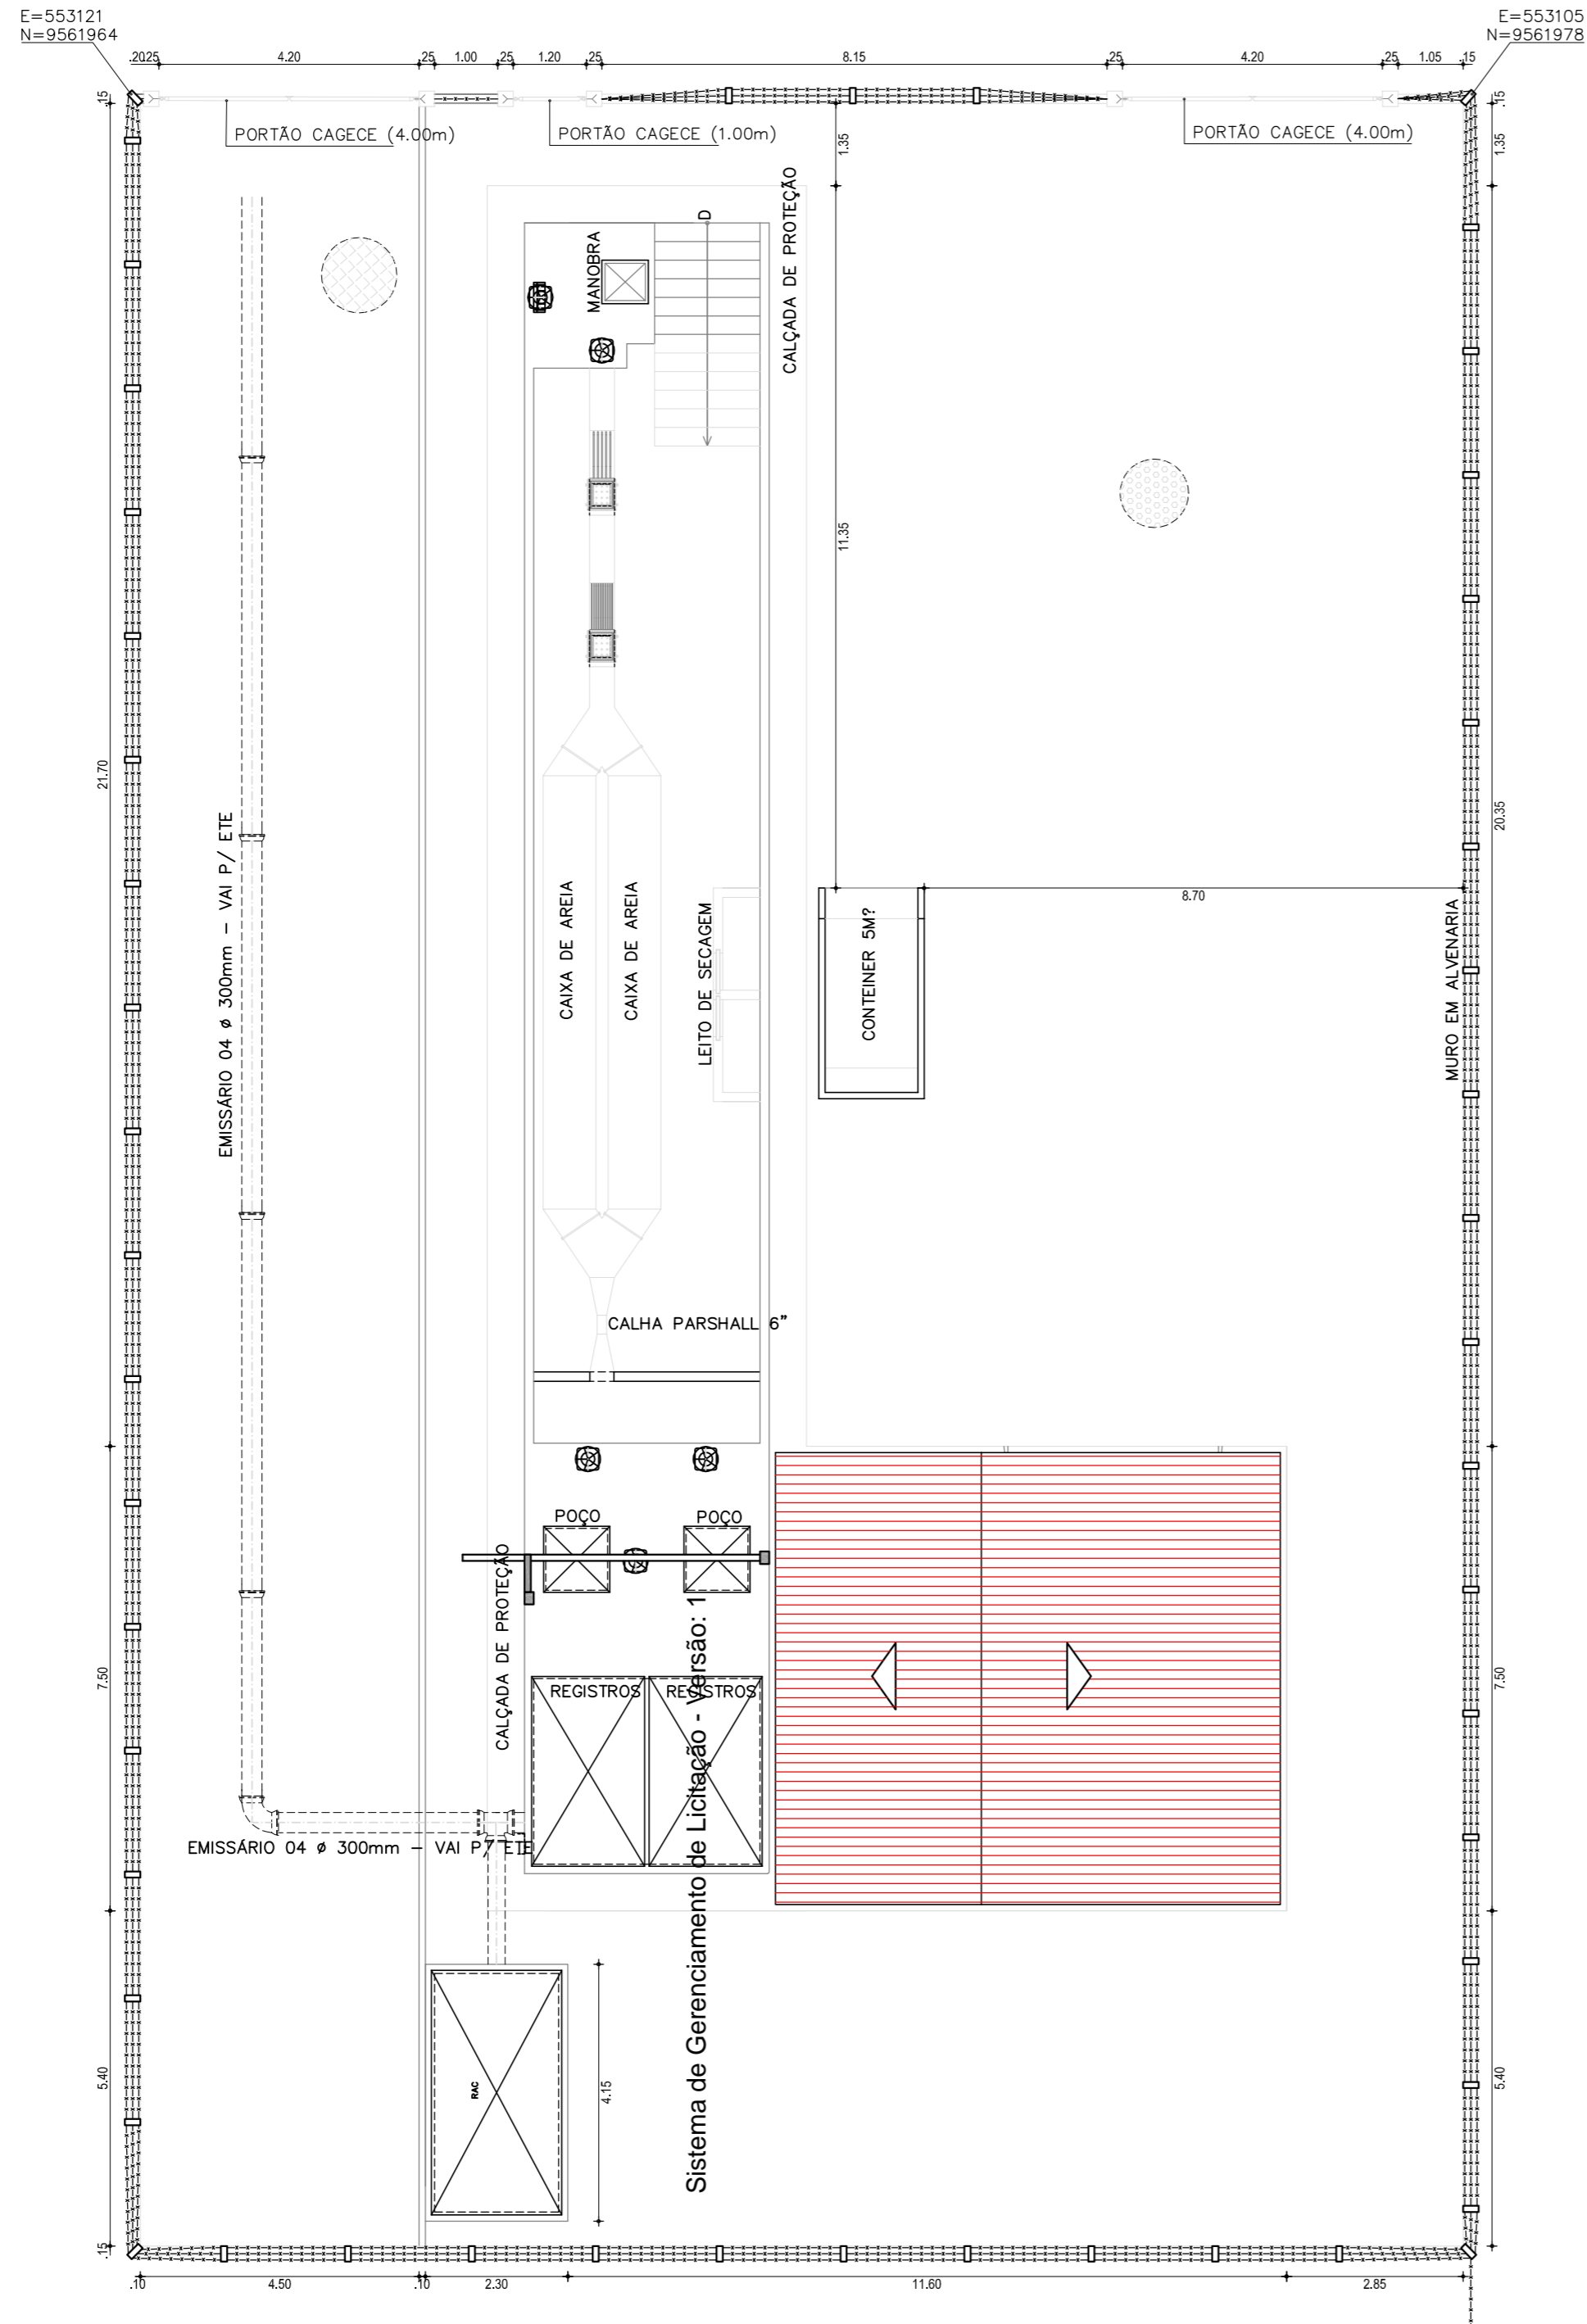 E=553121
N=9561964
E=553105
N=9561978
.20
.25
4.20
.25
1.00
.25
1.20
.25
8.15
.25
4.20
.25
1.05
.15
.15
.15
PORTÃO CAGECE (4.00m)
PORTÃO CAGECE (1.00m)
PORTÃO CAGECE (4.00m)
1.35
1.35
CALÇADA DE PROTEÇÃO
D
MANOBRA
11.35
21.70
20.35
EMISSÁRIO 04 ø 300mm - VAI P/ ETE
CAIXA DE AREIA
CAIXA DE AREIA
LEITO DE SECAGEM
CONTEINER 5M?
8.70
MURO EM ALVENARIA
CALHA PARSHALL 6"
POÇO
POÇO
CALÇADA DE PROTEÇÃO
7.50
7.50
REGISTROS
REGISTROS
EMISSÁRIO 04 ø 300mm - VAI P/ ETE
Sistema de Gerenciamento de Licitação - Versão: 1
RAC
4.15
5.40
5.40
.15
.10
4.50
.10
2.30
11.60
2.85